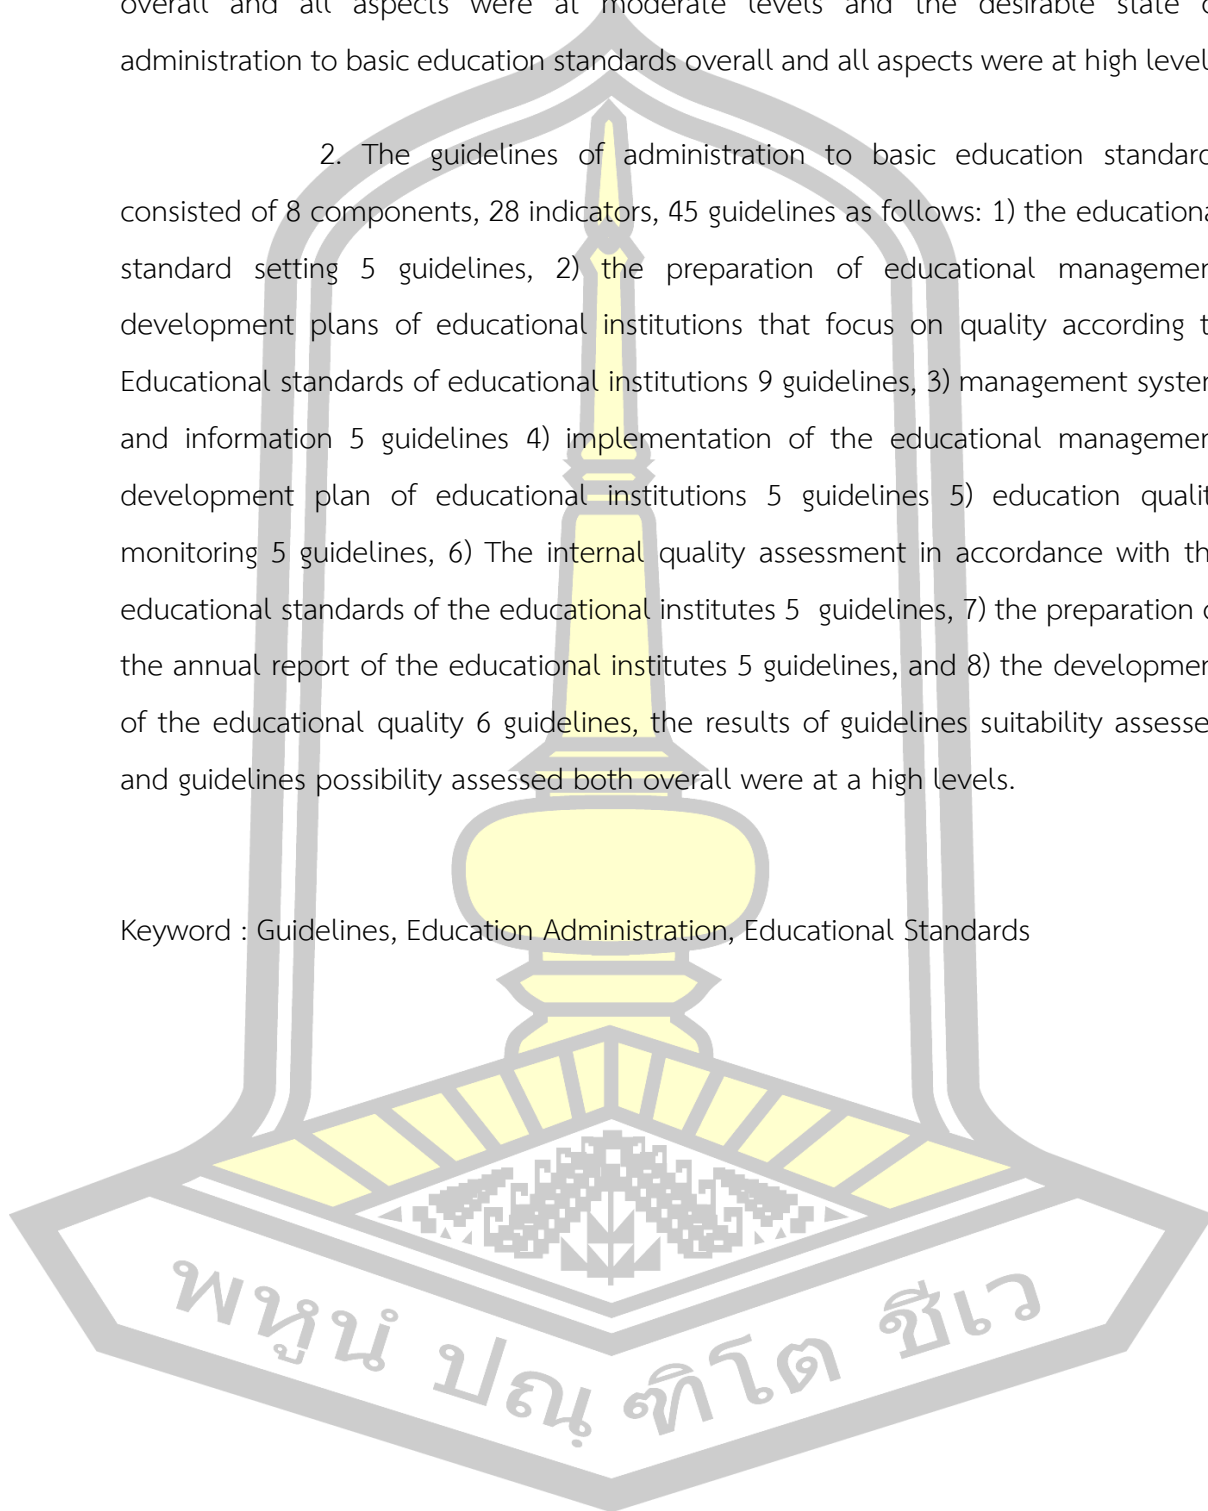 overall and all aspects were at moderate levels and the desirable state
administration to basic education standards overall and all aspects were at high level
2. The guidelines of administration to basic education standard
consisted of 8 components, 28 indicators, 45 guidelines as follows: 1) the educationa
standard setting 5 guidelines, 2) the preparation of educational managemen
development plans of educational institutions that focus on quality according t
Educational standards of educational institutions 9 guidelines, 3) management system
and information 5 guidelines 4) implementation of the educational managemen
development plan of educational institutions 5 guidelines 5) education qualit
monitoring 5 guidelines, 6) The internal quality assessment in accordance with th
educational standards of the educational institutes 5 guidelines, 7) the preparation o
the annual report of the educational institutes 5 guidelines, and 8) the developmen
of the educational quality 6 guidelines, the results of guidelines suitability assesse
and guidelines possibility assessed both overall were at a high levels.
Keyword : Guidelines, Education Administration, Educational Standards
พหูนํ ปณฺฑิโต ชีเว